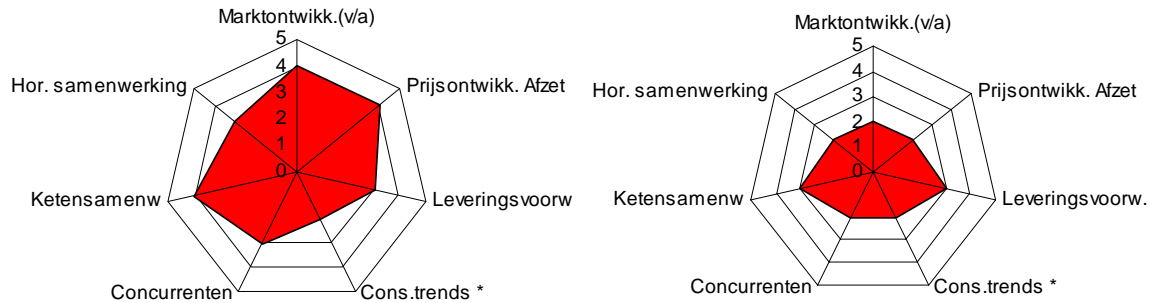 Marktontwikk.(v/a)
5
4
3
2
1
0
Prijsontwikk. Afzet
Leveringsvoorw
Cons.trends *
Concurrenten
Ketensamenw
Hor. samenwerking
Marktontwikk.(v/a)
5
4
3
2
1
0
Prijsontwikk. Afzet
Leveringsvoorw.
Cons.trends *
Concurrenten
Ketensamenw
Hor. samenwerking